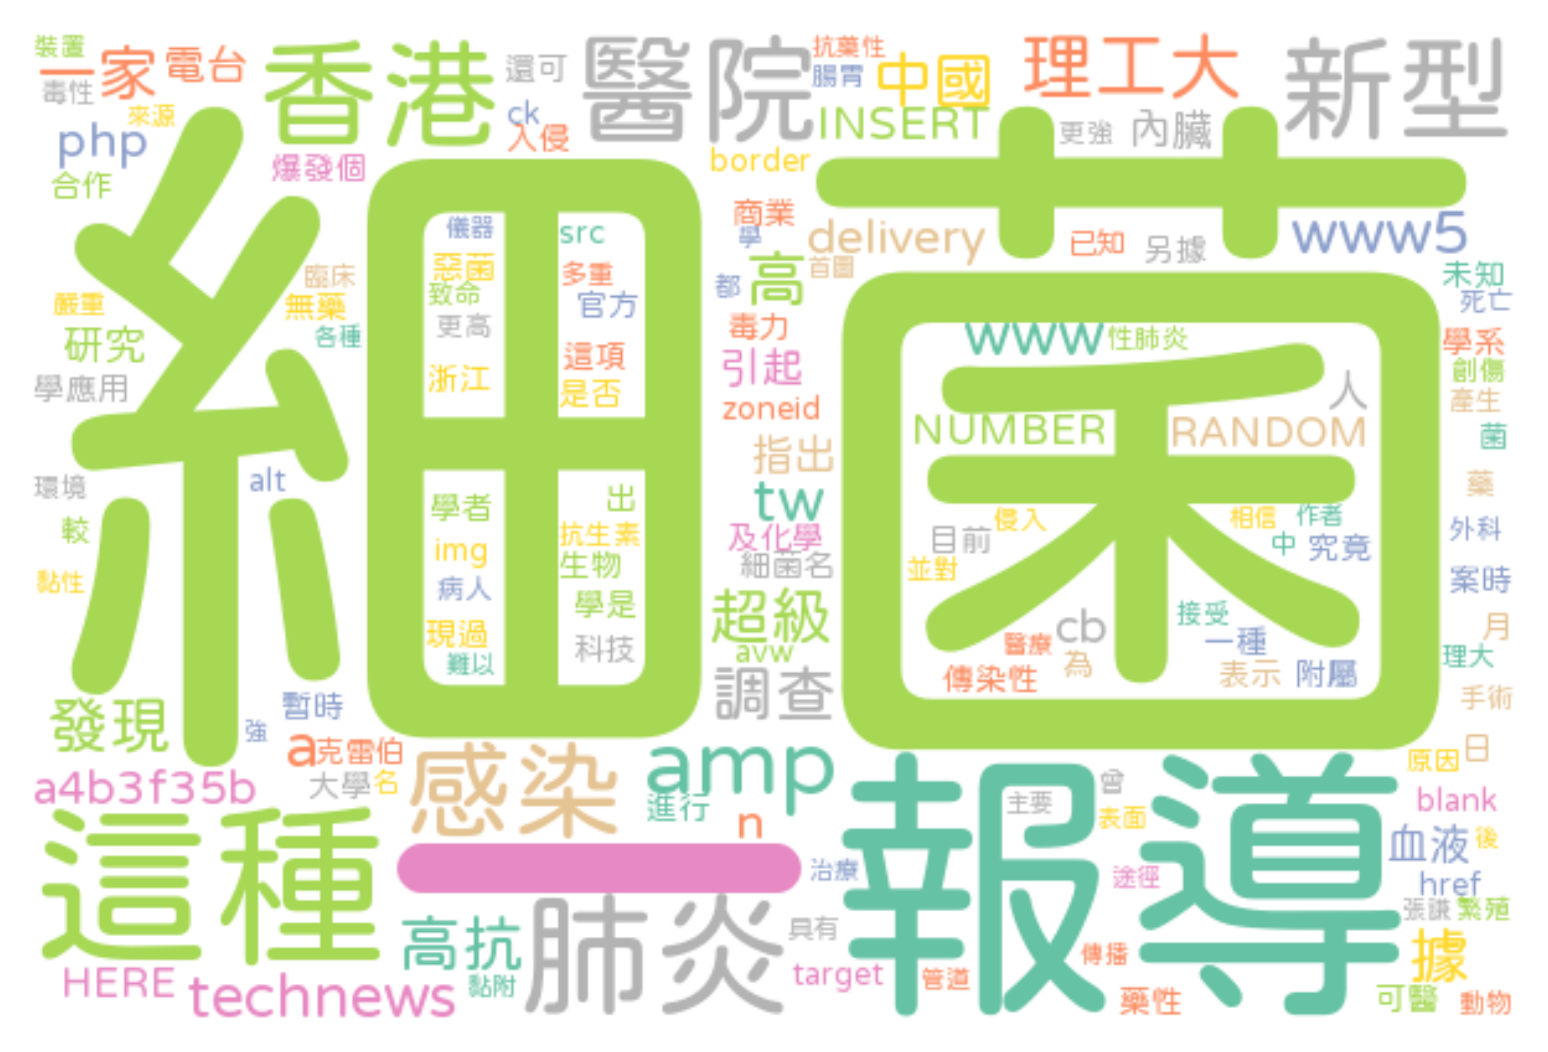 裝置
一家
電台
香港
還可
醫院
抗藥性
腸胃
中國
理工大
新型
毒性
來源
ck
入侵
INSERT
更強
內臟
php
合作
爆發個
border
細菌
儀器
src
商業
學
delivery
已知
另據
www5
臨床
惡菌
多重
都
高
首圖
未知
嚴重
無藥
致命
官方
死亡
研究
各種
更高
這項
毒力
www
性肺炎
學系
學應用
浙江
是否
引起
人
創傷
產生
zoneid
NUMBER
RANDOM
菌
指出
環境
alt
學者
出
tw
藥
較
抗生素
及化學
目前
侵入
相信
作者
外科
img
生物
細菌名
並對
中
究竟
黏性
病人
學是
超級
接受
案時
現過
科技
avw
醫療
cb
一種
月
難以
為
理大
發現
暫時
調查
傳染性
表示
附屬
手術
強
a
克雷伯
感染
amp
報導
原因
日
a4b3f35b
大學
名
進行
n
主要
曾
表面
blank
這種
一
治療
途徑
血液
後
href
高抗
肺炎
具有
張謙
繁殖
HERE
technews
黏附
target
管道
傳播
藥性
據
可醫
動物